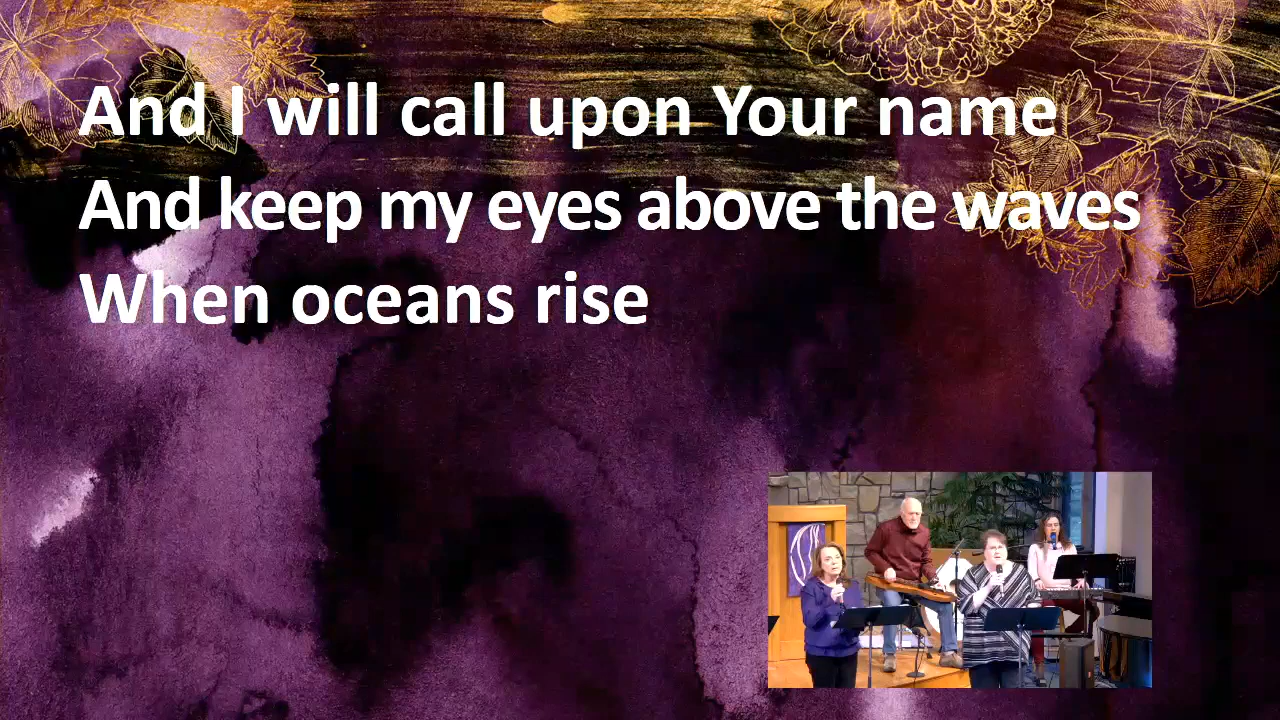 And I will call upon Your name
And keep my eyes above the waves
When oceans rise